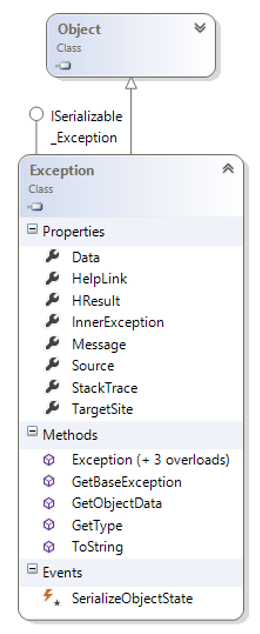 Object
Class
ISerializable
_Exception
Exception
Class
Properties
Data
HelpLink
HResult
InnerException
Message
Source
StackTrace
TargetSite
Methods
Exception (+ 3 overloads)
GetBaseException
GetObjectData
GetType
ToString
Events
SerializeObjectState